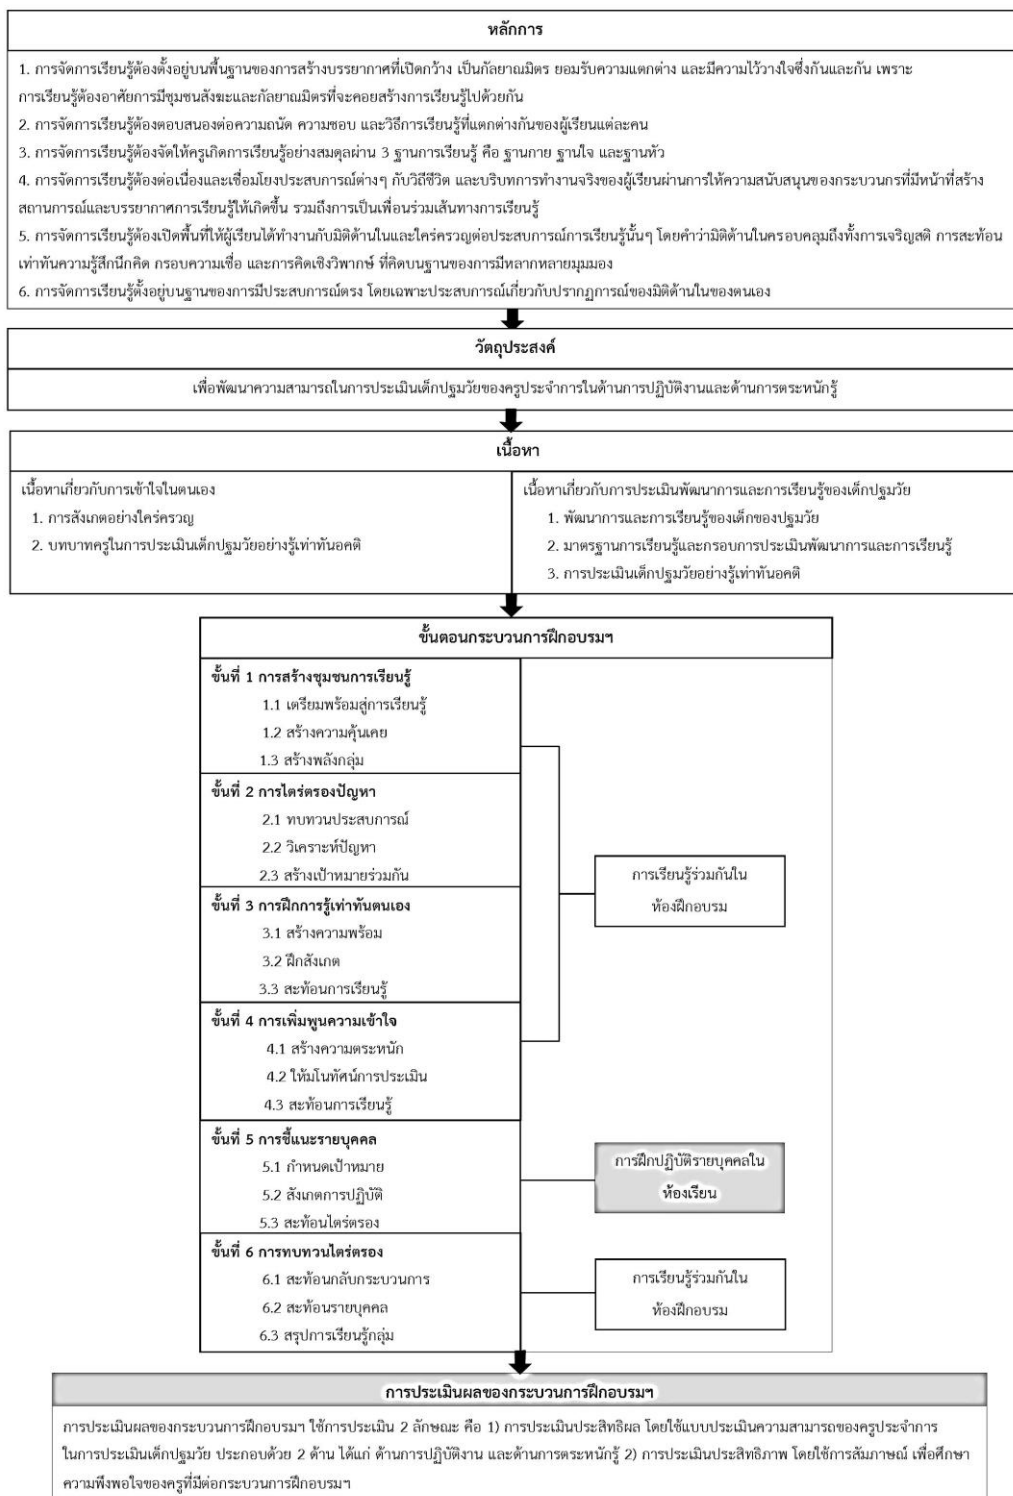 หลักการ
1. การจัดการเรียนรู้ต้องตั้งอยู่บนพื้นฐานของการสร้างบรรยากาศที่เปิดกว้าง เป็นกัลยาณมิตร ยอมรับความแตกต่าง และมีความไว้วางใจซึ่งกันและกัน เพราะ
การเรียนรู้ต้องอาศัยการมีชุมชนสังฆะและกัลยาณมิตรที่จะคอยสร้างการเรียนรู้ไปด้วยกัน
2. การจัดการเรียนรู้ต้องตอบสนองต่อความถนัด ความชอบ และวิธีการเรียนรู้ที่แตกต่างกันของผู้เรียนแต่ละคน
3. การจัดการเรียนรู้ต้องจัดให้ครูเกิดการเรียนรู้อย่างสมดุลผ่าน 3 ฐานการเรียนรู้ คือ ฐานกาย ฐานใจ และฐานหัว
4. การจัดการเรียนรู้ต้องต่อเนื่องและเชื่อมโยงประสบการณ์ต่างๆ กับวิถีชีวิต และบริบทการทำงานจริงของผู้เรียนผ่านการให้ความสนับสนุนของกระบวนกรที่มีหน้าที่สร้าง
สถานการณ์และบรรยากาศการเรียนรู้ให้เกิดขึ้น รวมถึงการเป็นเพื่อนร่วมเส้นทางการเรียนรู้
5. การจัดการเรียนรู้ต้องเปิดพื้นที่ให้ผู้เรียนได้ทำงานกับมิติด้านในและใคร่ครวญต่อประสบการณ์การเรียนรู้นั้นๆ โดยคำว่ามิติด้านในครอบคลุมถึงทั้งการเจริญสติ การสะท้อน
เท่าทันความรู้สึกนึกคิด กรอบความเชื่อ และการคิดเชิงวิพากษ์ ที่คิดบนฐานของการมีหลากหลายมุมมอง
6. การจัดการเรียนรู้ตั้งอยู่บนฐานของการมีประสบการณ์ตรง โดยเฉพาะประสบการณ์เกี่ยวกับปรากฏการณ์ของมิติด้านในของตนเอง
วัตถุประสงค์
เพื่อพัฒนาความสามารถในการประเมินเด็กปฐมวัยของครูประจำการในด้านการปฏิบัติงานและด้านการตระหนักรู้
เนื้อหา
เนื้อหาเกี่ยวกับการเข้าใจในตนเอง
1. การสังเกตอย่างใคร่ครวญ
2. บทบาทครูในการประเมินเด็กปฐมวัยอย่างรู้เท่าทันอคติ
เนื้อหาเกี่ยวกับการประเมินพัฒนาการและการเรียนรู้ของเด็กปฐมวัย
1. พัฒนาการและการเรียนรู้ของเด็กของปฐมวัย
2. มาตรฐานการเรียนรู้และกรอบการประเมินพัฒนาการและการเรียนรู้
3. การประเมินเด็กปฐมวัยอย่างรู้เท่าทันอคติ
ขั้นตอนกระบวนการฝึกอบรมฯ
ขั้นที่ 1 การสร้างชุมชนการเรียนรู้
1.1 เตรียมพร้อมสู่การเรียนรู้
1.2 สร้างความคุ้นเคย
1.3 สร้างพลังกลุ่ม
ขั้นที่ 2 การไตร่ตรองปัญหา
2.1 ทบทวนประสบการณ์
2.2 วิเคราะห์ปัญหา
2.3 สร้างเป้าหมายร่วมกัน
ขั้นที่ 3 การฝึกการรู้เท่าทันตนเอง
3.1 สร้างความพร้อม
3.2 ฝึกสังเกต
3.3 สะท้อนการเรียนรู้
ขั้นที่ 4 การเพิ่มพูนความเข้าใจ
4.1 สร้างความตระหนัก
4.2 ให้มโนทัศน์การประเมิน
4.3 สะท้อนการเรียนรู้
การเรียนรู้ร่วมกันใน
ห้องฝึกอบรม
ขั้นที่ 5 การชี้แนะรายบุคคล
5.1 กำหนดเป้าหมาย
5.2 สังเกตการปฏิบัติ
5.3 สะท้อนไตร่ตรอง
การฝึกปฏิบัติรายบุคคลใน
ห้องเรียน
ขั้นที่ 6 การทบทวนไตร่ตรอง
6.1 สะท้อนกลับกระบวนการ
6.2 สะท้อนรายบุคคล
6.3 สรุปการเรียนรู้กลุ่ม
การเรียนรู้ร่วมกันใน
ห้องฝึกอบรม
การประเมินผลของกระบวนการฝึกอบรมฯ
การประเมินผลของกระบวนการฝึกอบรมฯ ใช้การประเมิน 2 ลักษณะ คือ 1) การประเมินประสิทธิผล โดยใช้แบบประเมินความสามารถของครูประจำการ
ในการประเมินเด็กปฐมวัย ประกอบด้วย 2 ด้าน ได้แก่ ด้านการปฏิบัติงาน และด้านการตระหนักรู้ 2) การประเมินประสิทธิภาพ โดยใช้การสัมภาษณ์ เพื่อศึกษา
ความพึงพอใจของครูที่มีต่อกระบวนการฝึกอบรมฯ